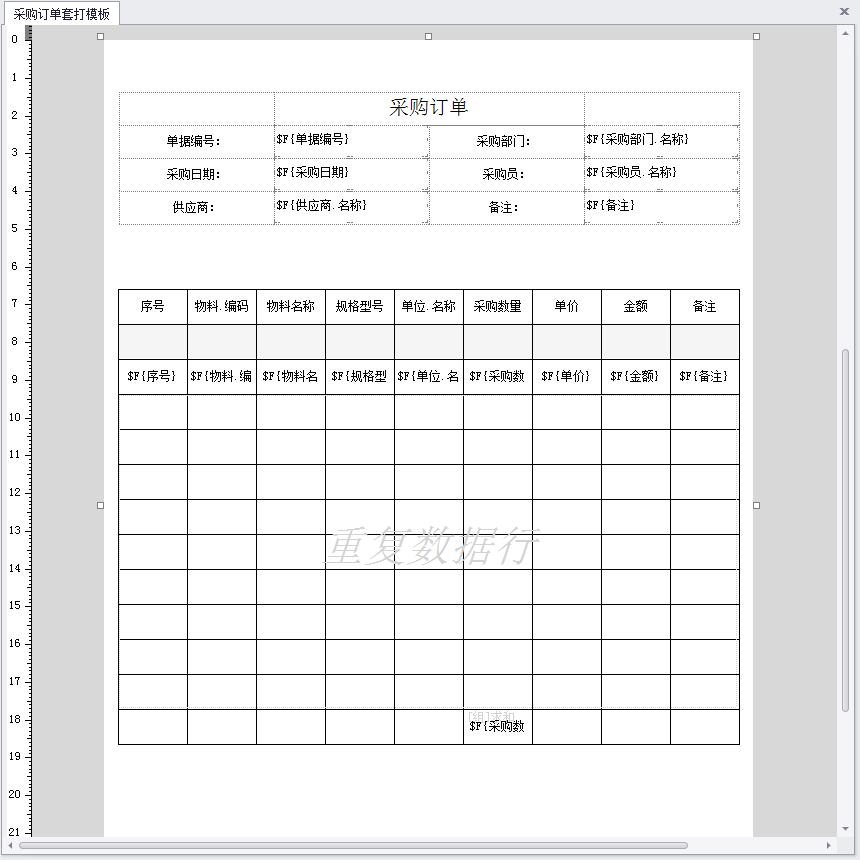 采购订单套打模板
采购订单
单据编号： $F{单据编号} 采购部门： $F{采购部门.名称}
采购日期： $F{采购日期} 采购员： $F{采购员.名称}
供应商： $F{供应商.名称} 备注： $F{备注}
序号 物料.编码 物料名称 规格型号 单位.名称 采购数量 单价 金额 备注
$F{序号} $F{物料.编 $F{物料名 $F{规格型 $F{单位.名 $F{采购数 $F{单价} $F{金额} $F{备注}
重复数据行
[组]求和
$F{采购数
0
1
2
3
4
5
6
7
8
9
10
11
12
13
14
15
16
17
18
19
20
21